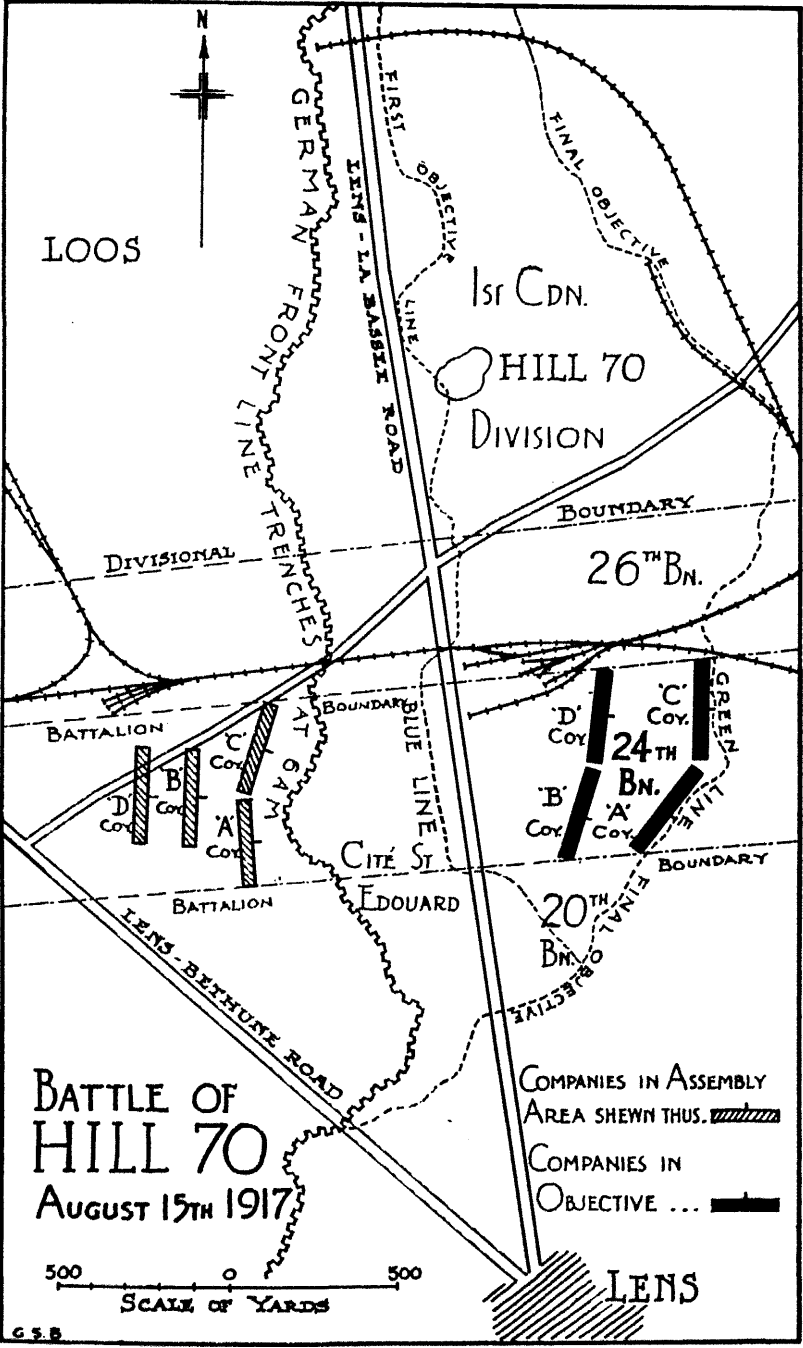 N
LOOS
GERMAN FRONT LINE TRENCHES AT 6AM
LENS - LA BASSEE ROAD
FIRST OBJECTIVE LINE
FINAL OBJECTIVE
1ST CDN.
HILL 70
DIVISION
DIVISIONAL BOUNDARY
26TH BN.
BATTALION BOUNDARY
'D' COY.
'B' COY
'C' COY.
'A' COY.
BLUE LINE
'D' COY
'C' COY.
'B' COY.
'A' COY.
24TH
BN.
GREEN LINE
FINAL OBJECTIVE
CITÉ ST
EDOUARD
BATTALION BOUNDARY
20TH
BN.
LENS - BETHUNE ROAD
BATTLE OF
HILL 70
AUGUST 15TH 1917
COMPANIES IN ASSEMBLY
AREA SHEWN THUS.
COMPANIES IN
OBJECTIVE ...
500 0 500
SCALE OF YARDS
LENS
G S.B